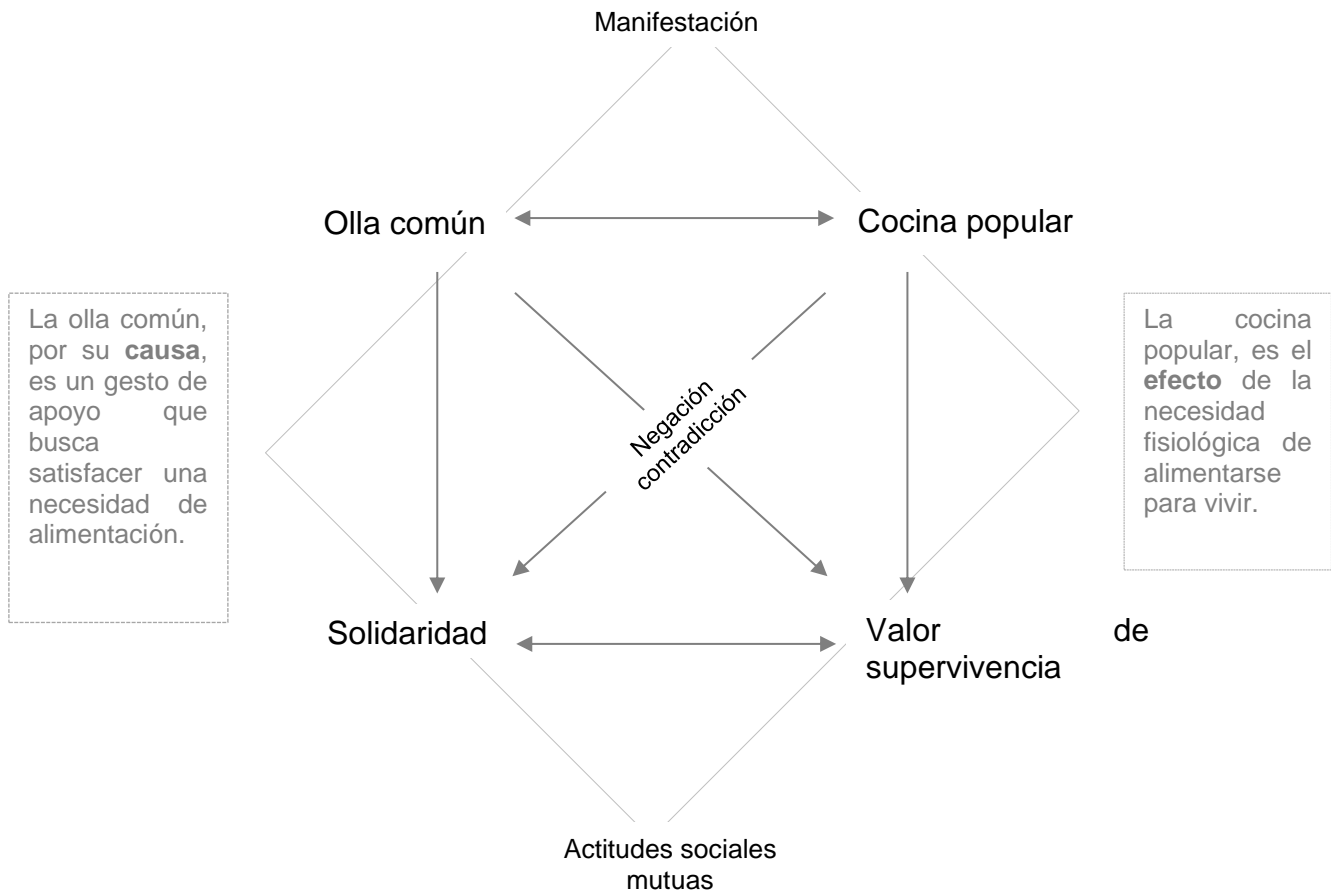 Manifestación
Olla común
Cocina popular
La olla común,
por su causa,
es un gesto de
apoyo que
busca
satisfacer una
necesidad de
alimentación.
Negación
contradicción
La cocina
popular, es el
efecto de la
necesidad
fisiológica de
alimentarse
para vivir.
Solidaridad
Valor de
supervivencia
Actitudes sociales
mutuas